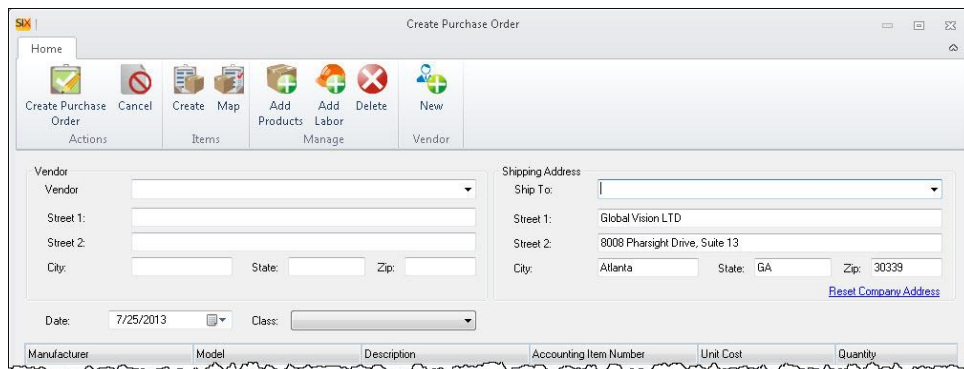 SIX
Create Purchase Order
Home
Create Purchase Order
Cancel
Create
Map
Add Products
Add Labor
Delete
New
Actions
Items
Manage
Vendor
Vendor
Vendor
Street 1:
Street 2:
City:
State:
Zip:
Shipping Address
Ship To:
Street 1:
Global Vision LTD
Street 2:
8008 Pharsight Drive, Suite 13
City:
Atlanta
State:
GA
Zip:
30339
Reset Company Address
Date:
7/25/2013
Class:
Manufacturer
Model
Description
Accounting Item Number
Unit Cost
Quantity